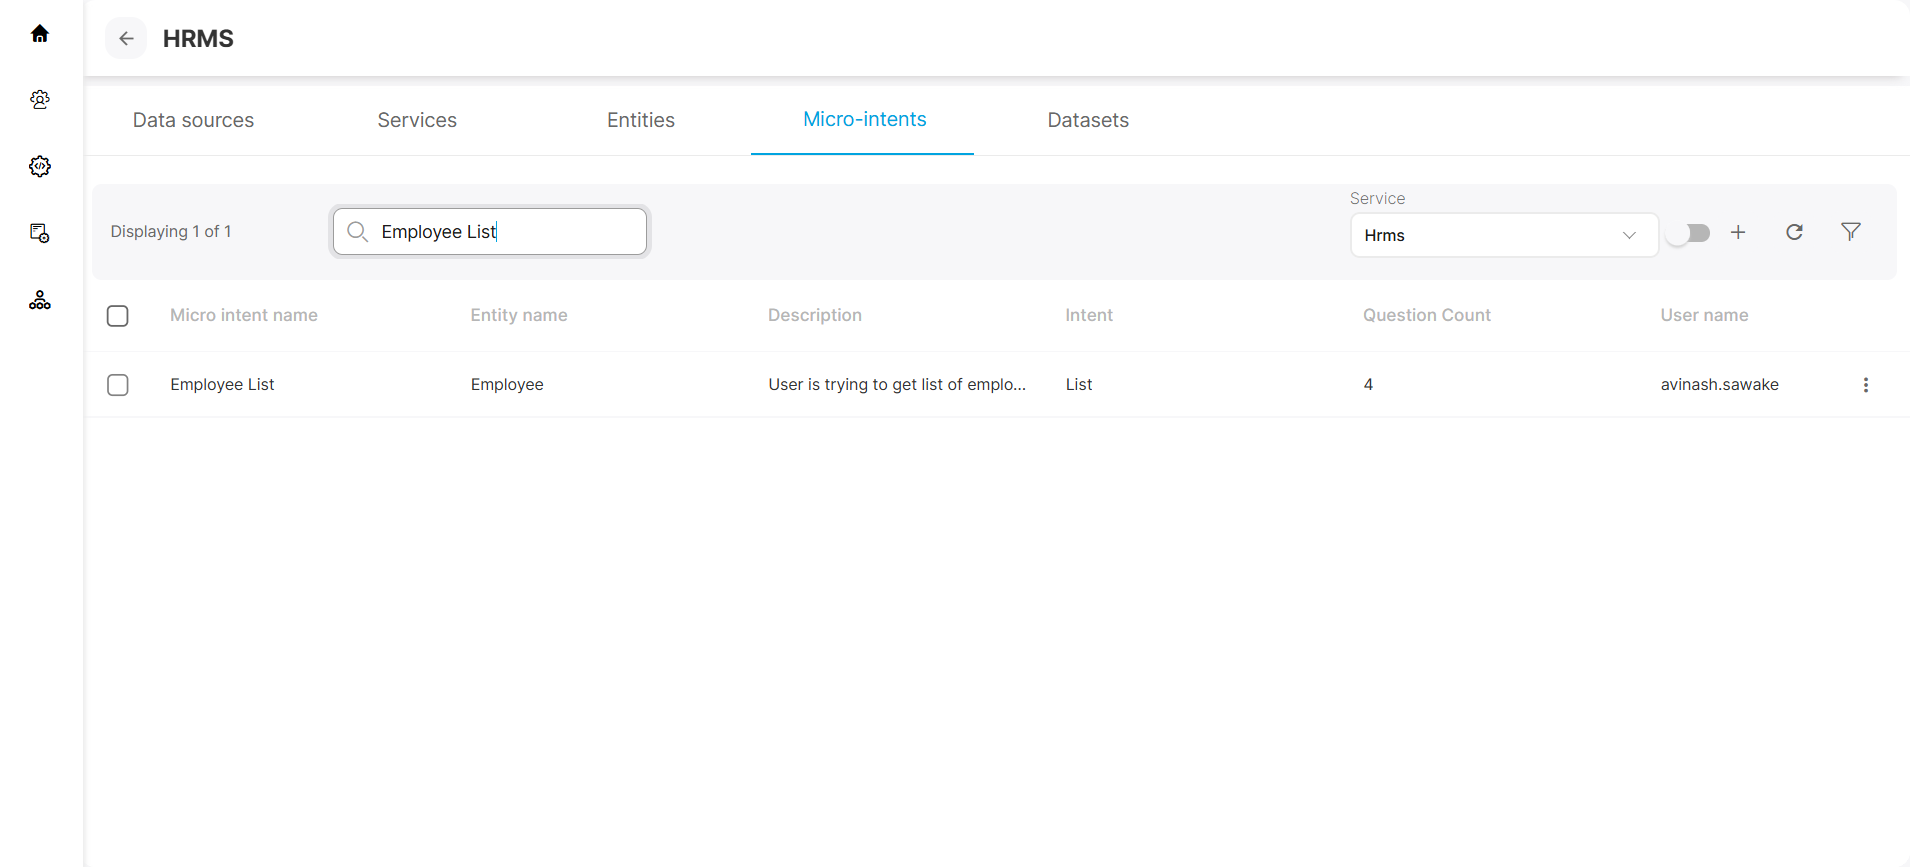 HRMS
Data sources Services Entities Micro-intents Datasets
Service
Displaying 1 of 1 Employee List Hrms
Micro intent name Entity name Description Intent Question Count User name
Employee List Employee User is trying to get list of emplo... List 4 avinash.sawake